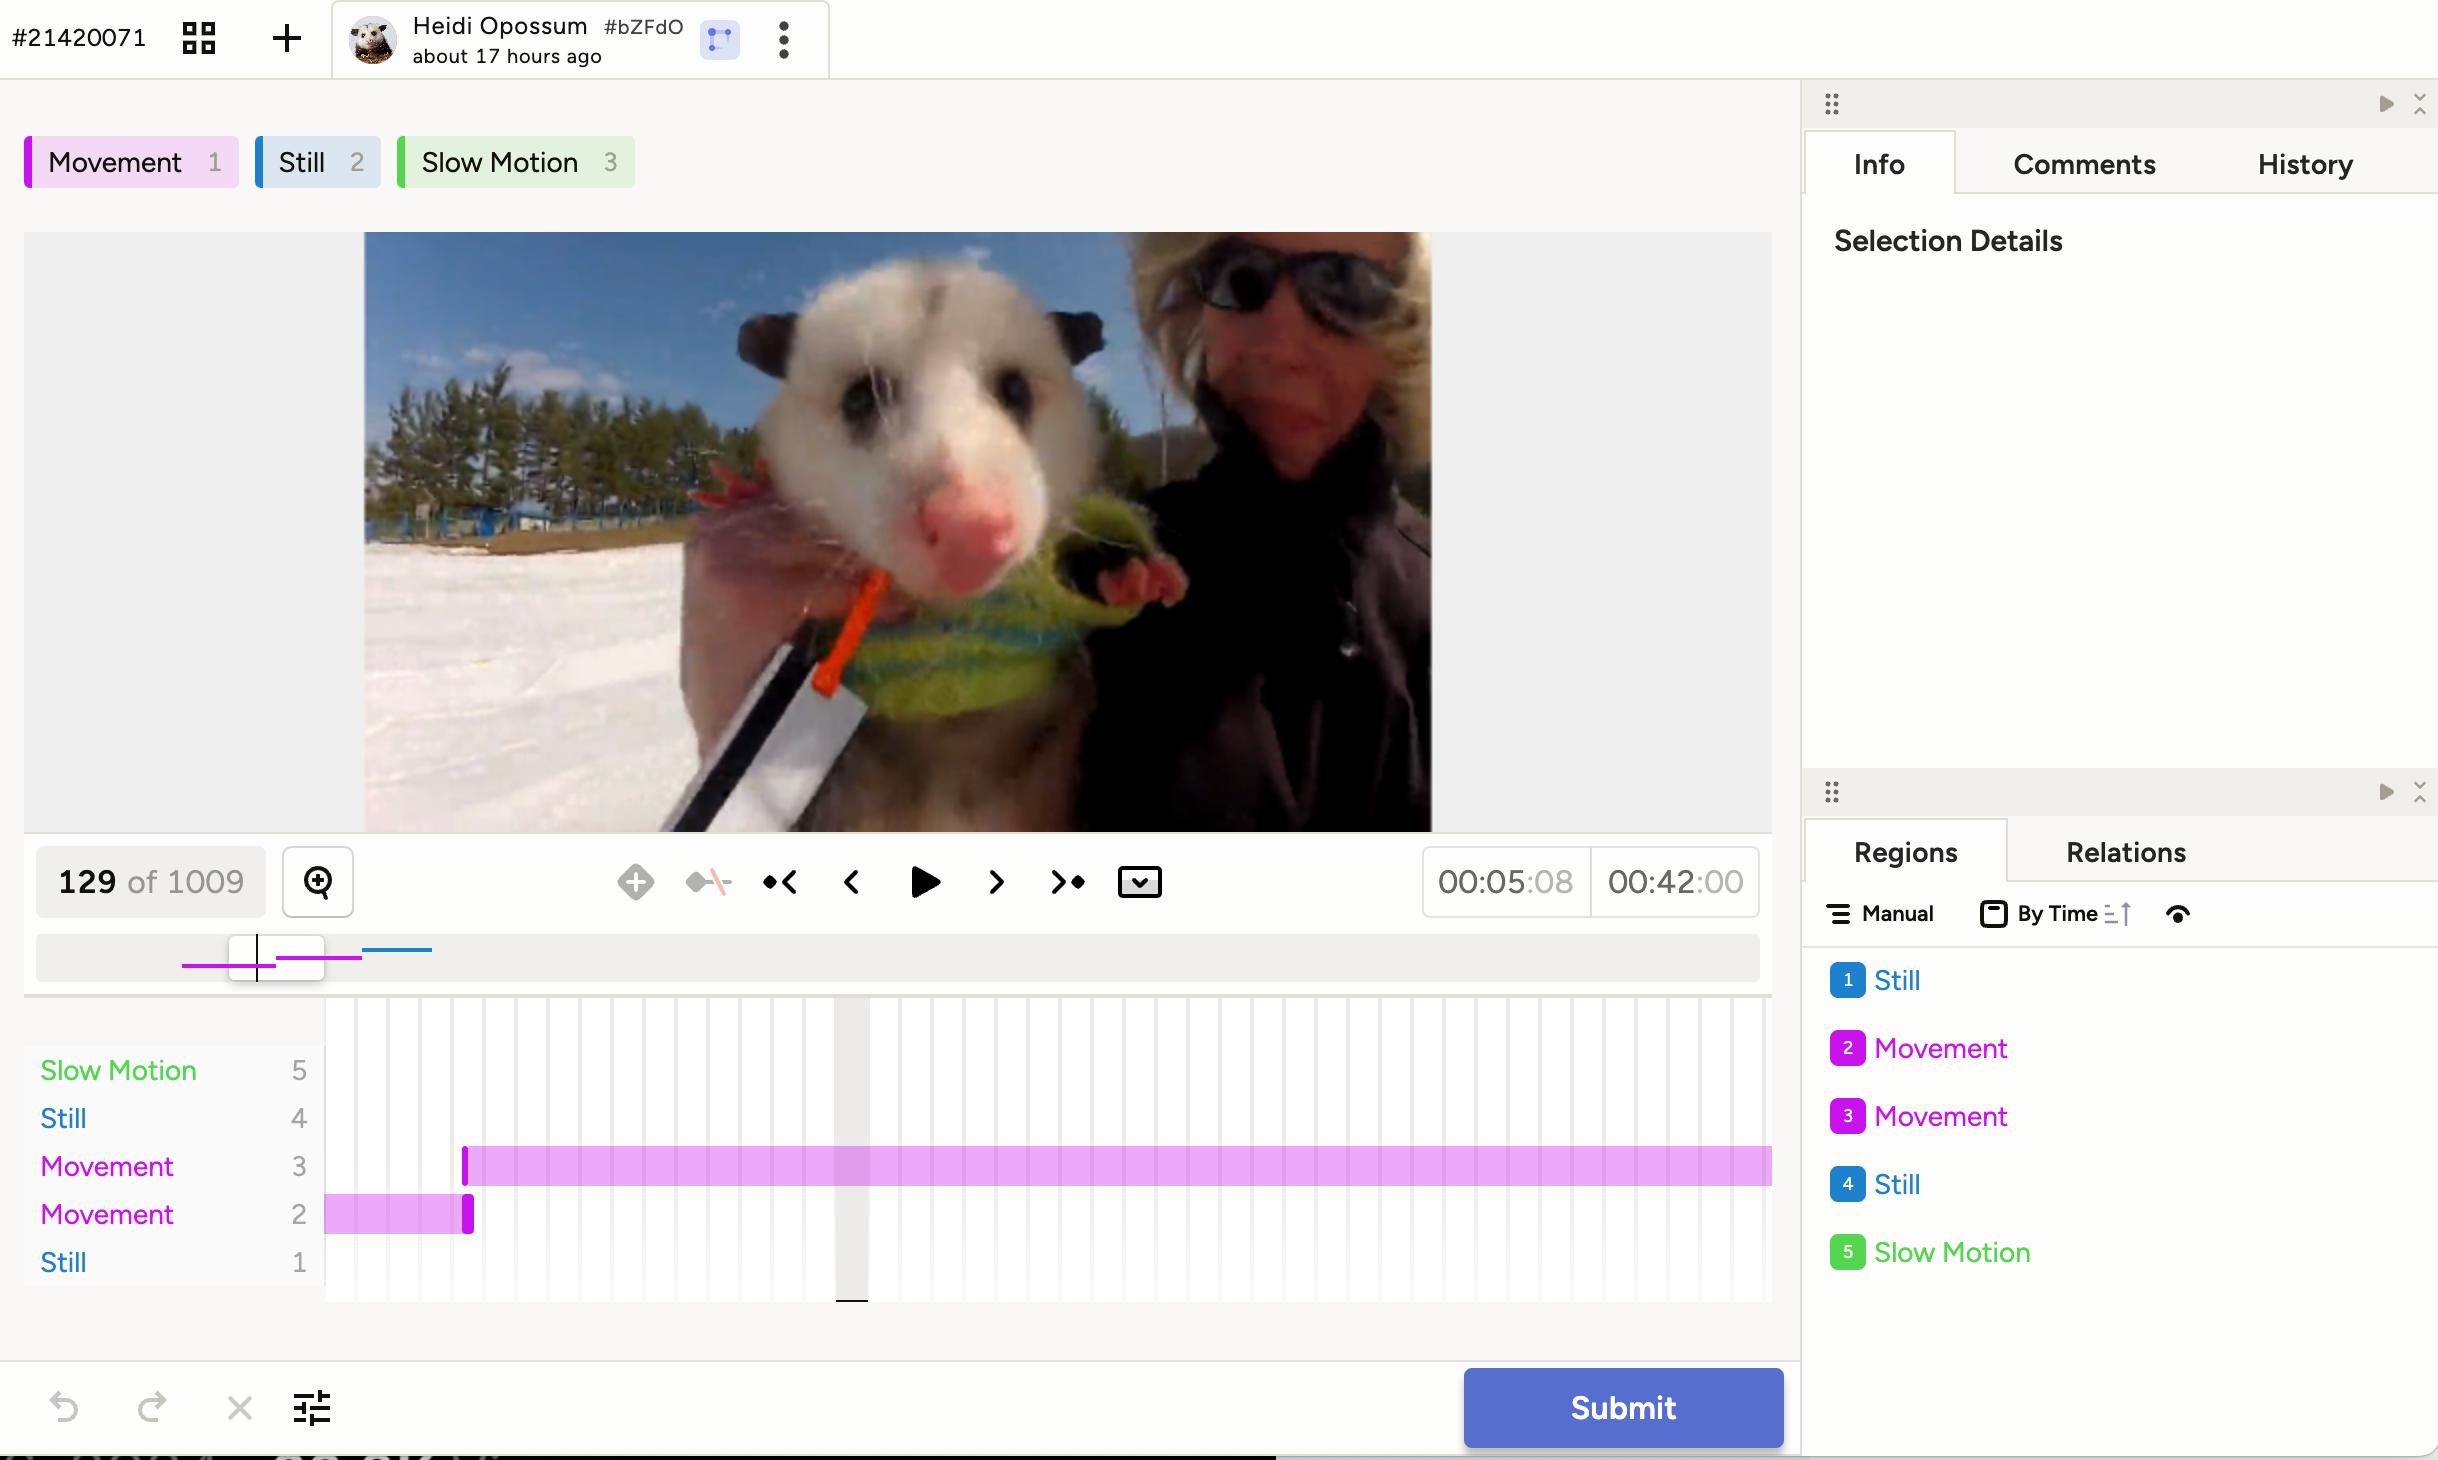 #21420071
Heidi Opossum #bZFdO
about 17 hours ago
Movement 1
Still 2
Slow Motion 3
Info
Comments
History
Selection Details
129 of 1009
00:05:08
00:42:00
Slow Motion 5
Still 4
Movement 3
Movement 2
Still 1
Regions
Relations
Manual
By Time
1 Still
2 Movement
3 Movement
4 Still
5 Slow Motion
Submit